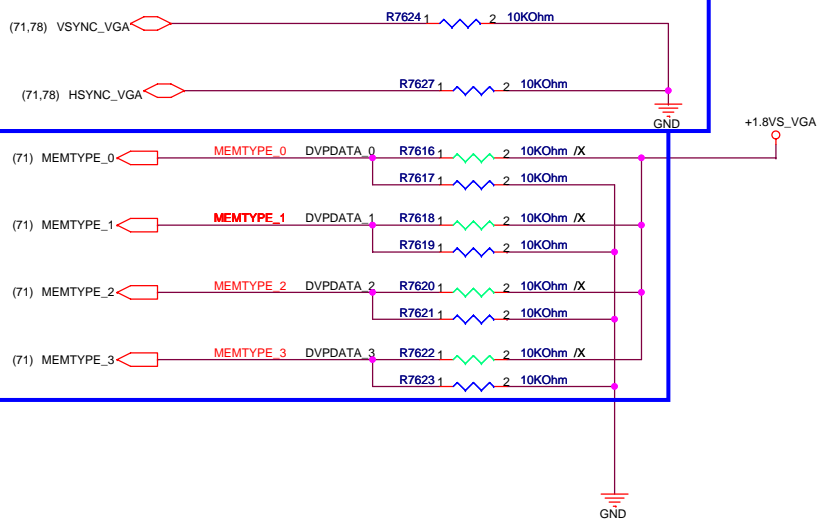 (71,78) VSYNC_VGA R7624 1 2 10KOhm
(71,78) HSYNC_VGA R7627 1 2 10KOhm
GND
+1.8VS_VGA
(71) MEMTYPE_0 MEMTYPE_0 DVPDATA_0 R7616 1 2 10KOhm /X
R7617 1 2 10KOhm
(71) MEMTYPE_1 MEMTYPE_1 DVPDATA_1 R7618 1 2 10KOhm /X
R7619 1 2 10KOhm
(71) MEMTYPE_2 MEMTYPE_2 DVPDATA_2 R7620 1 2 10KOhm /X
R7621 1 2 10KOhm
(71) MEMTYPE_3 MEMTYPE_3 DVPDATA_3 R7622 1 2 10KOhm /X
R7623 1 2 10KOhm
GND